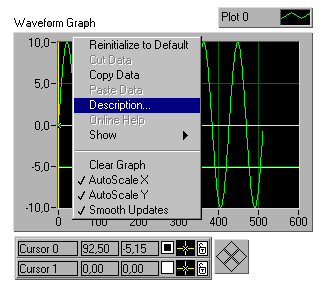 Plot 0
Waveform Graph
10,0
5,0
0,0
-5,0
-10,0
Reinitialize to Default
Cut Data
Copy Data
Paste Data
Description...
Online Help
Show
Clear Graph
AutoScale X
AutoScale Y
Smooth Updates
0 100 200 300 400 500 600
Cursor 0 92,50 -5,15
Cursor 1 0,00 0,00